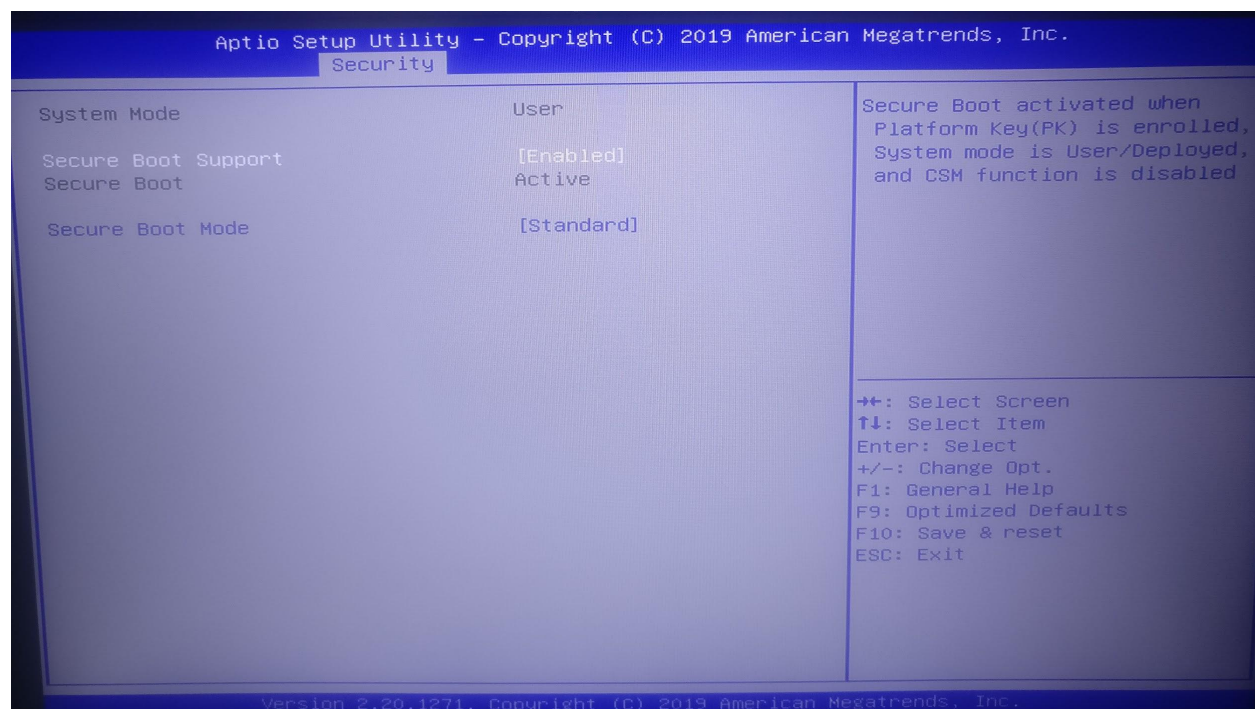 Aptio Setup Utility – Copyright (C) 2019 American Megatrends, Inc.
Security
System Mode User
Secure Boot Support [Enabled]
Secure Boot Active
Secure Boot Mode [Standard]
Secure Boot activated when
Platform Key(PK) is enrolled,
System mode is User/Deployed,
and CSM function is disabled
→←: Select Screen
↑↓: Select Item
Enter: Select
+/-: Change Opt.
F1: General Help
F9: Optimized Defaults
F10: Save & reset
ESC: Exit
Version 2.20.1271. Copyright (C) 2019 American Megatrends, Inc.